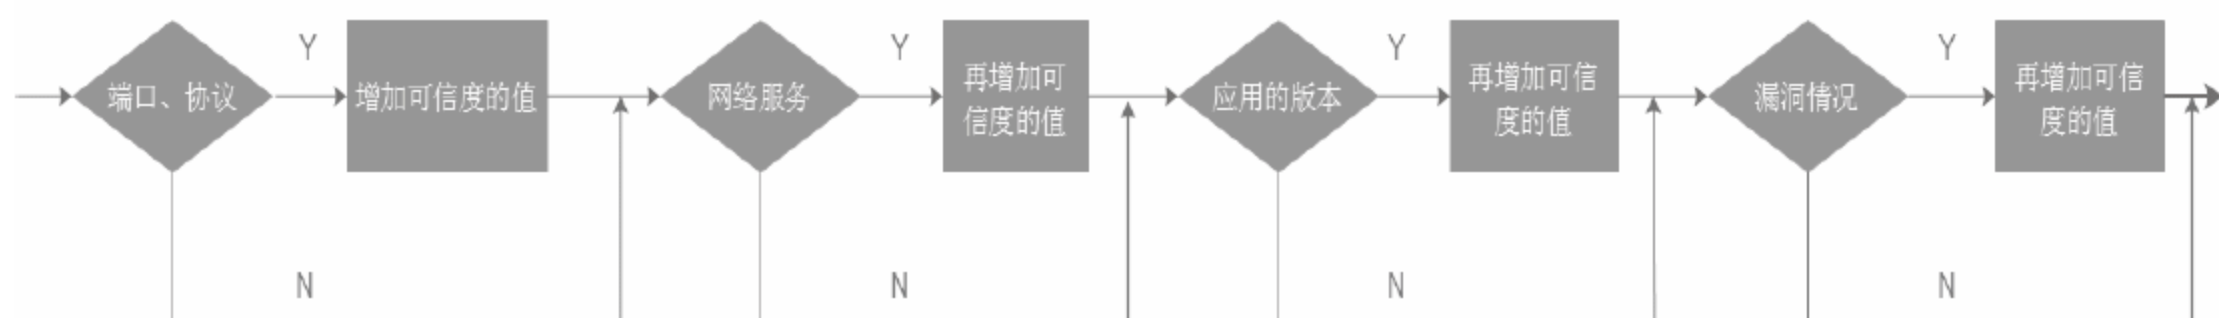 Y
端口、协议
增加可信度的值
N
Y
网络服务
再增加可
信度的值
N
Y
应用的版本
再增加可信
度的值
N
Y
漏洞情况
再增加可信
度的值
N